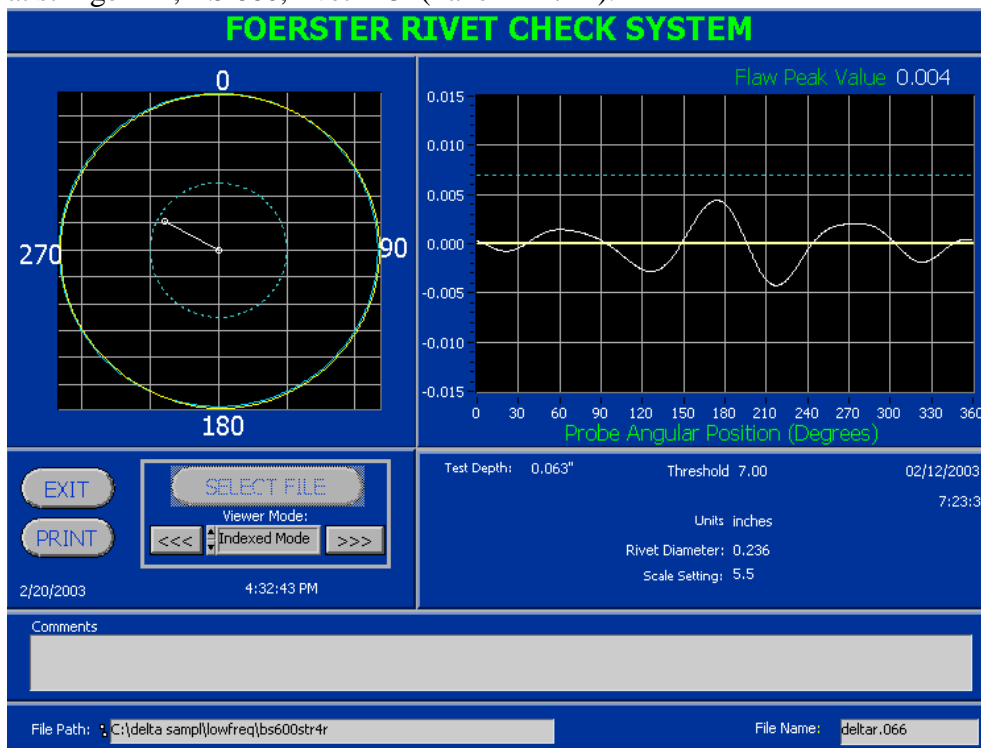 FOERSTER RIVET CHECK SYSTEM
0
270
90
180
Flaw Peak Value 0.004
0.015
0.010
0.005
0.000
-0.005
-0.010
-0.015
0 30 60 90 120 150 180 210 240 270 300 330 360
Probe Angular Position (Degrees)
EXIT
PRINT
SELECT FILE
Viewer Mode:
<<< Indexed Mode >>>
2/20/2003 4:32:43 PM
Test Depth: 0.063" Threshold 7.00 02/12/2003
7:23:3
Units inches
Rivet Diameter: 0.236
Scale Setting: 5.5
Comments
File Path: C:\delta sampl\lowfreq\bs600str4r File Name: deltar.066